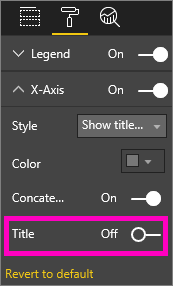 Legend On
X-Axis On
Style Show title...
Color
Concate... On
Title Off
Revert to default